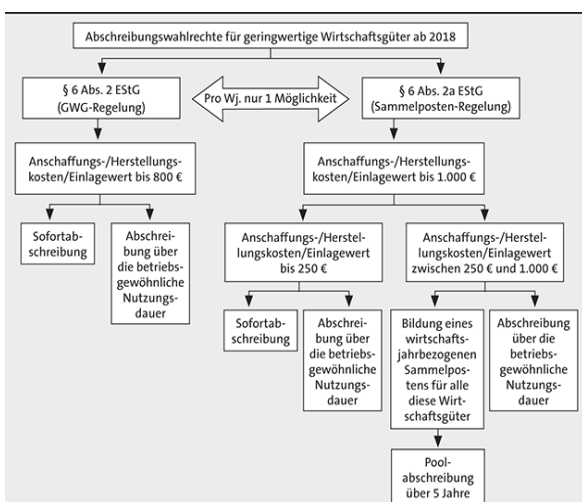 Abschreibungswahlrechte für geringwertige Wirtschaftsgüter ab 2018
§ 6 Abs. 2 EStG
(GWG-Regelung)
Pro Wj. nur 1 Möglichkeit
§ 6 Abs. 2a EStG
(Sammelposten-Regelung)
Anschaffungs-/Herstellungs-
kosten/Einlagewert bis 800 €
Anschaffungs-/Herstellungs-
kosten/Einlagewert bis 1.000 €
Sofortab-
schreibung
Abschrei-
bung über
die betriebs-
gewöhnliche
Nutzungs-
dauer
Anschaffungs-/Herstel-
lungskosten/Einlagewert
bis 250 €
Anschaffungs-/Herstel-
lungskosten/Einlagewert
zwischen 250 € und 1.000 €
Sofortab-
schreibung
Abschrei-
bung über
die betriebs-
gewöhnliche
Nutzungs-
dauer
Bildung eines
wirtschafts-
jahrbezogenen
Sammelpos-
tens für alle
diese Wirt-
schaftsgüter
Abschreibung
über die
betriebsge-
wöhnliche
Nutzungs-
dauer
Pool-
abschreibung
über 5 Jahre